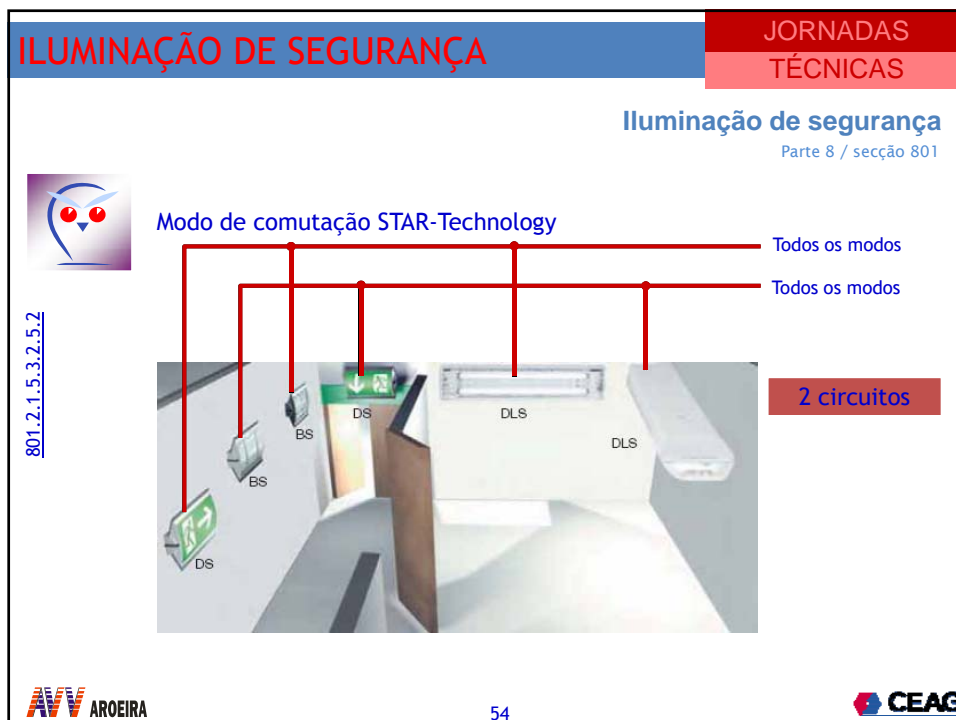 ILUMINAÇÃO DE SEGURANÇA
JORNADAS
TÉCNICAS
Iluminação de segurança
Parte 8 / secção 801
Modo de comutação STAR-Technology
Todos os modos
Todos os modos
801.2.1.5.3.2.5.2
2 circuitos
DS
BS
BS
DS
DLS
DLS
AVV AROEIRA
54
CEAG